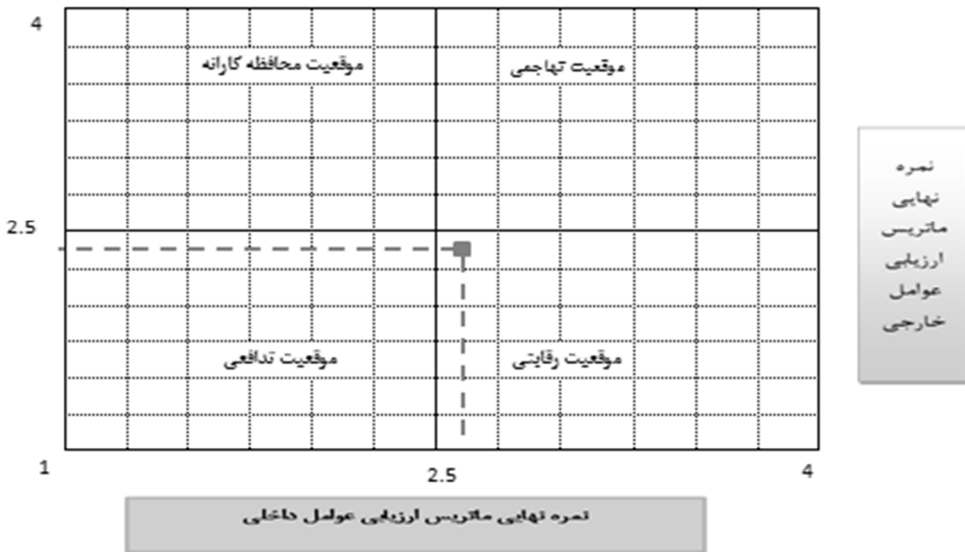 4
موقعیت محافظه کارانه
موقعیت تهاجمی
نمره
نهایی
ماتریس
ارزیابی
عوامل
خارجی
2.5
موقعیت تدافعی
موقعیت رقابتی
1
2.5
4
نمره نهایی ماتریس ارزیابی عوامل داخلی